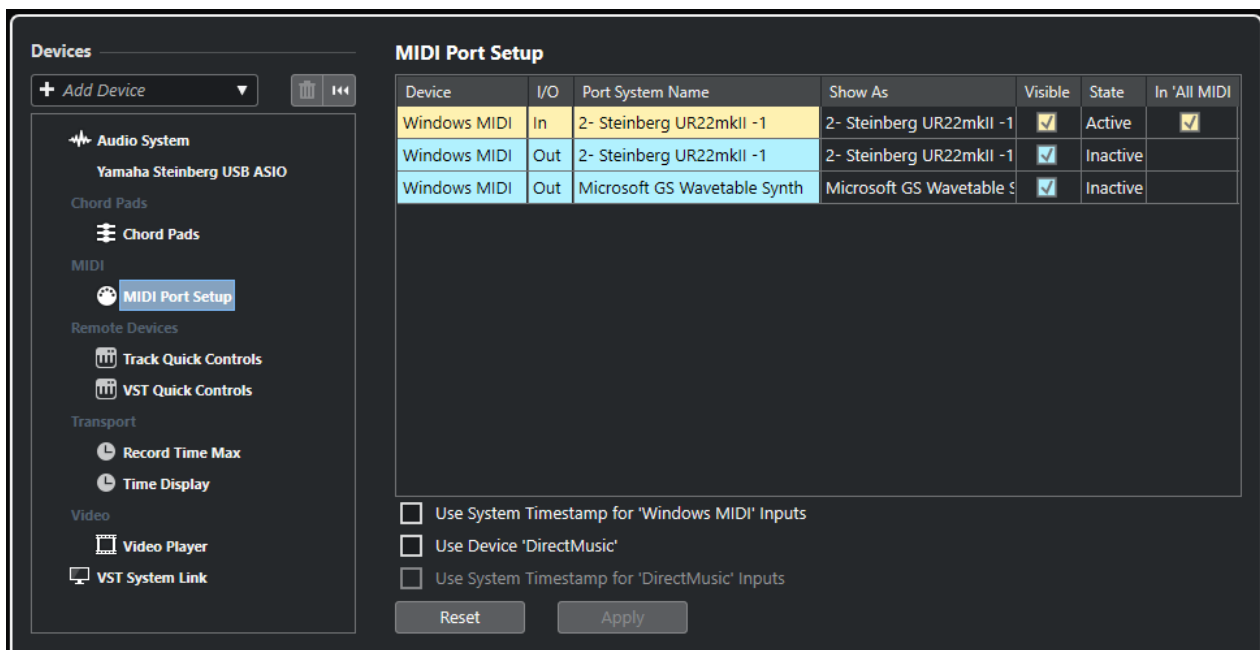 Devices
+ Add Device
Audio System
Yamaha Steinberg USB ASIO
Chord Pads
Chord Pads
MIDI
MIDI Port Setup
Remote Devices
Track Quick Controls
VST Quick Controls
Transport
Record Time Max
Time Display
Video
Video Player
VST System Link
MIDI Port Setup
Device I/O Port System Name Show As Visible State In 'All MIDI
Windows MIDI In 2- Steinberg UR22mkII -1 2- Steinberg UR22mkII -1 Active
Windows MIDI Out 2- Steinberg UR22mkII -1 2- Steinberg UR22mkII -1 Inactive
Windows MIDI Out Microsoft GS Wavetable Synth Microsoft GS Wavetable S Inactive
Use System Timestamp for 'Windows MIDI' Inputs
Use Device 'DirectMusic'
Use System Timestamp for 'DirectMusic' Inputs
Reset Apply